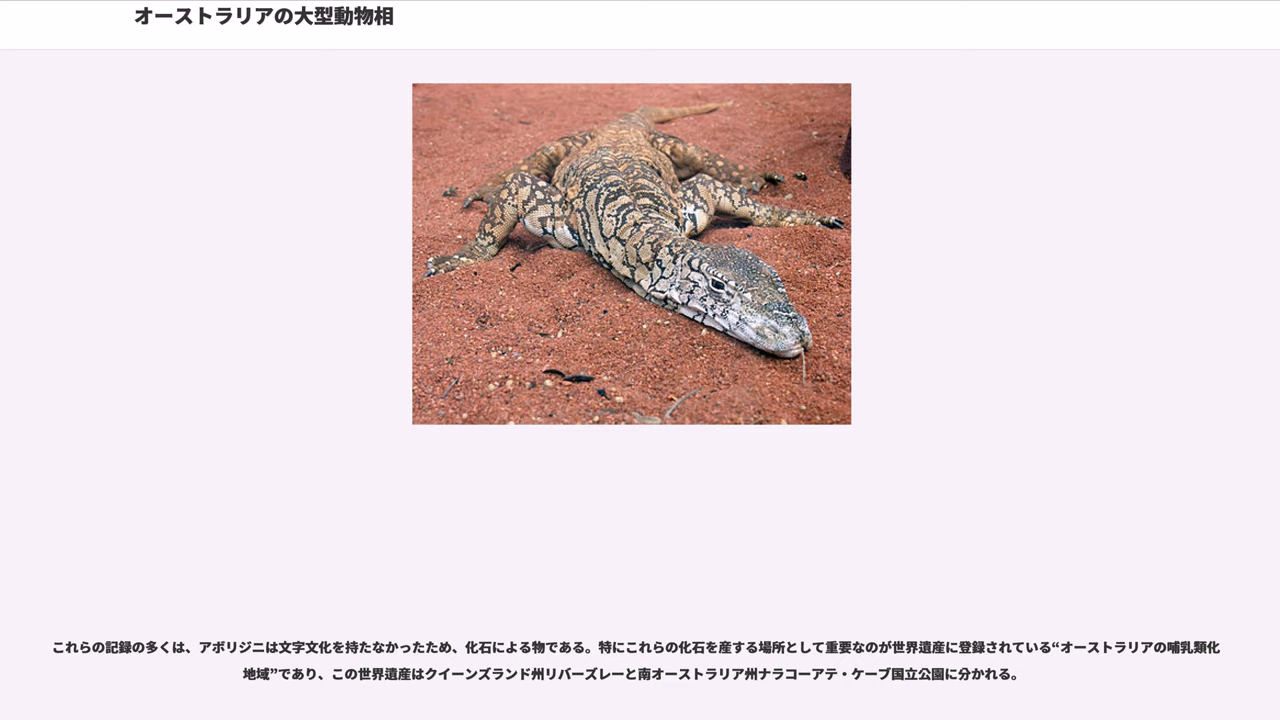 オーストラリアの大型動物相
これらの記録の多くは、アボリジニは文字文化を持たなかったため、化石による物である。特にこれらの化石を産する場所として重要なのが世界遺産に登録されている“オーストラリアの哺乳類化
地域”であり、この世界遺産はクイーンズランド州リバーズレーと南オーストラリア州ナラコーアテ・ケーブ国立公園に分かれる。